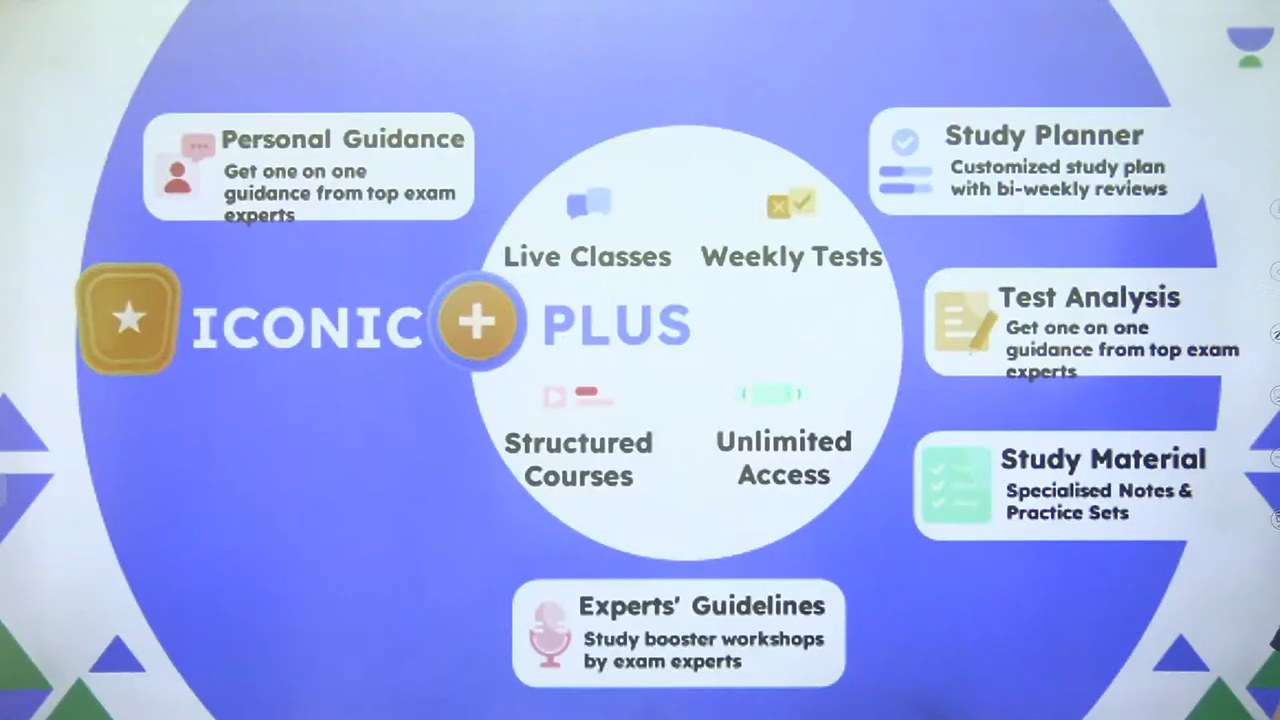 Personal Guidance
Get one on one
guidance from top exam
experts
Study Planner
Customized study plan
with bi-weekly reviews
Live Classes
Weekly Tests
ICONIC
PLUS
Test Analysis
Get one on one
guidance from top exam
experts
Structured
Courses
Unlimited
Access
Study Material
Specialised Notes &
Practice Sets
Experts' Guidelines
Study booster workshops
by exam experts